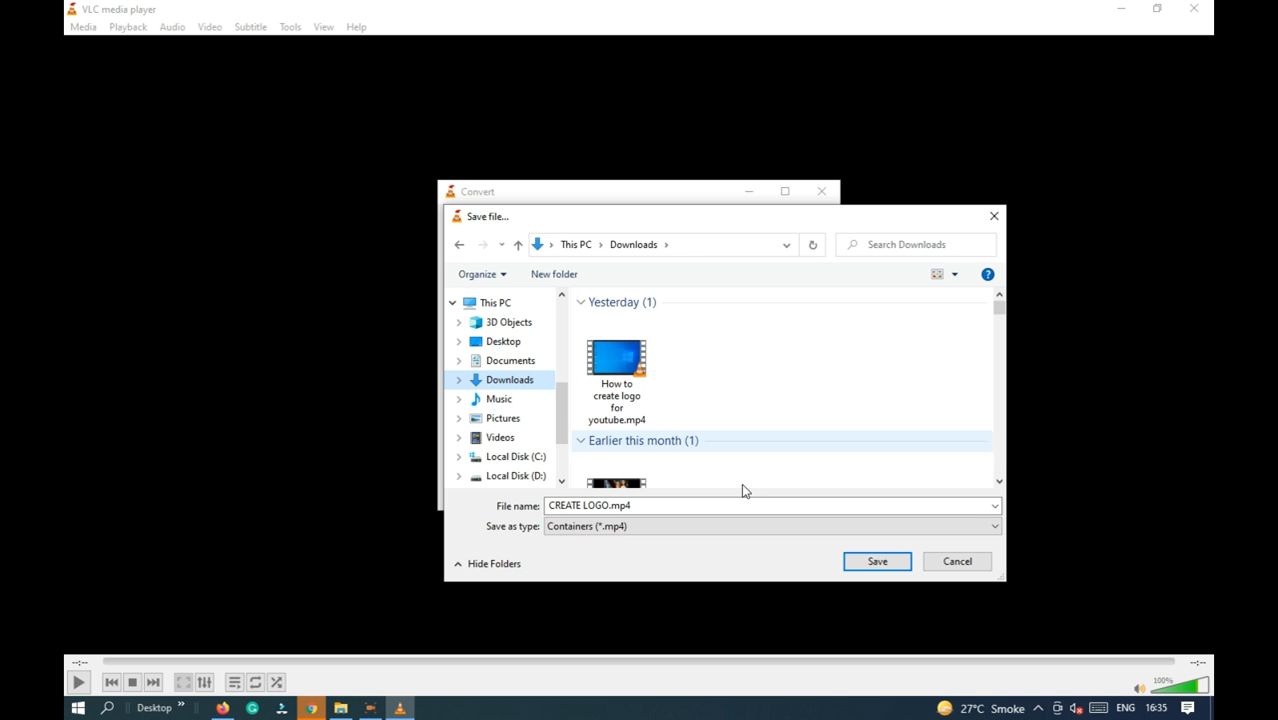 VLC media player
Media Playback Audio Video Subtitle Tools View Help
Convert
Save file...
This PC Downloads
Search Downloads
Organize New folder
This PC
3D Objects
Desktop
Documents
Downloads
Music
Pictures
Videos
Local Disk (C:)
Local Disk (D:)
Yesterday (1)
How to
create logo
for
youtube.mp4
Earlier this month (1)
File name: CREATE LOGO.mp4
Save as type: Containers (*.mp4)
Hide Folders
Save Cancel
--:-- --:--
100%
Desktop 27°C Smoke ENG 16:35